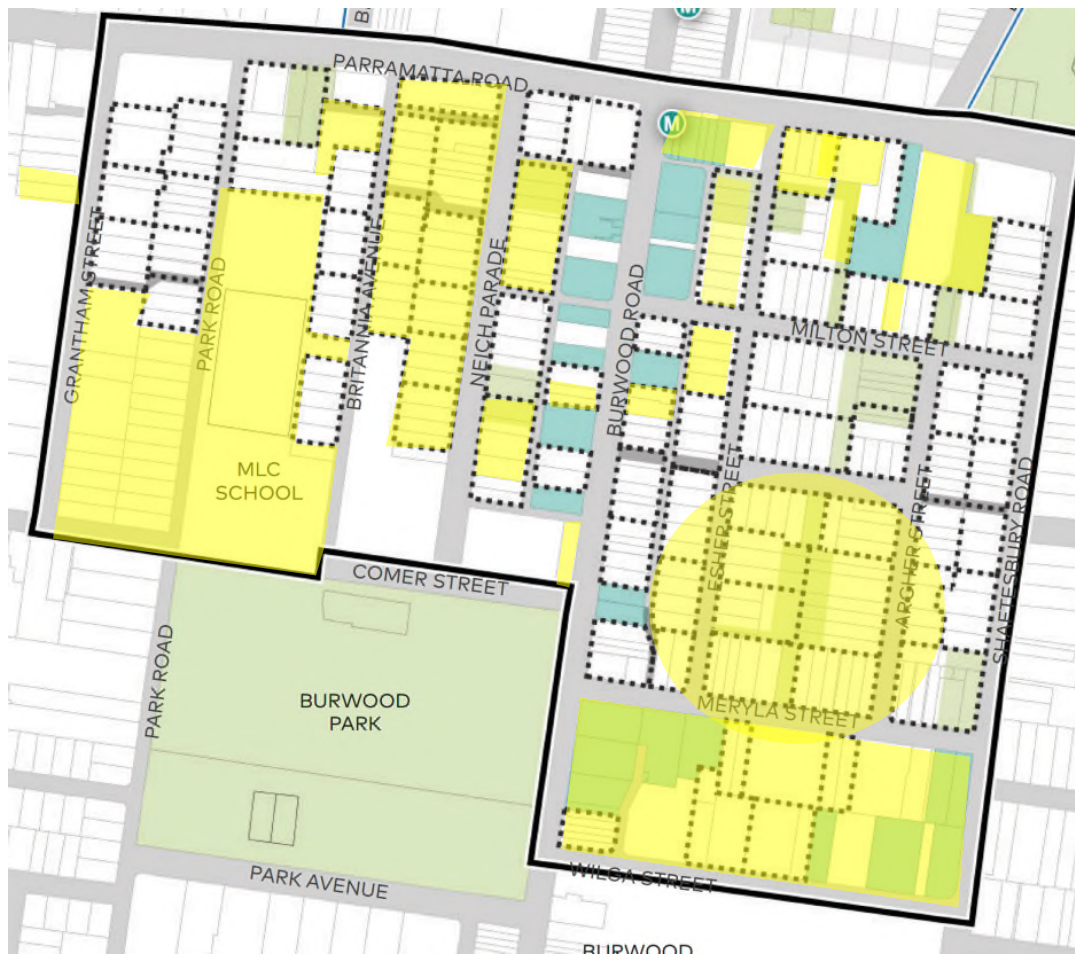 M
PARRAMATTA ROAD
M
GRANTHAM STREET
PARK ROAD
BRITANNIA AVENUE
NEICH PARADE
BURWOOD ROAD
MILTON STREET
MLC
SCHOOL
ESHER STREET
ARCHER STREET
SHAFTESBURY ROAD
COMER STREET
PARK ROAD
BURWOOD
PARK
MERYLA STREET
PARK AVENUE
WILGA STREET
BURWOOD